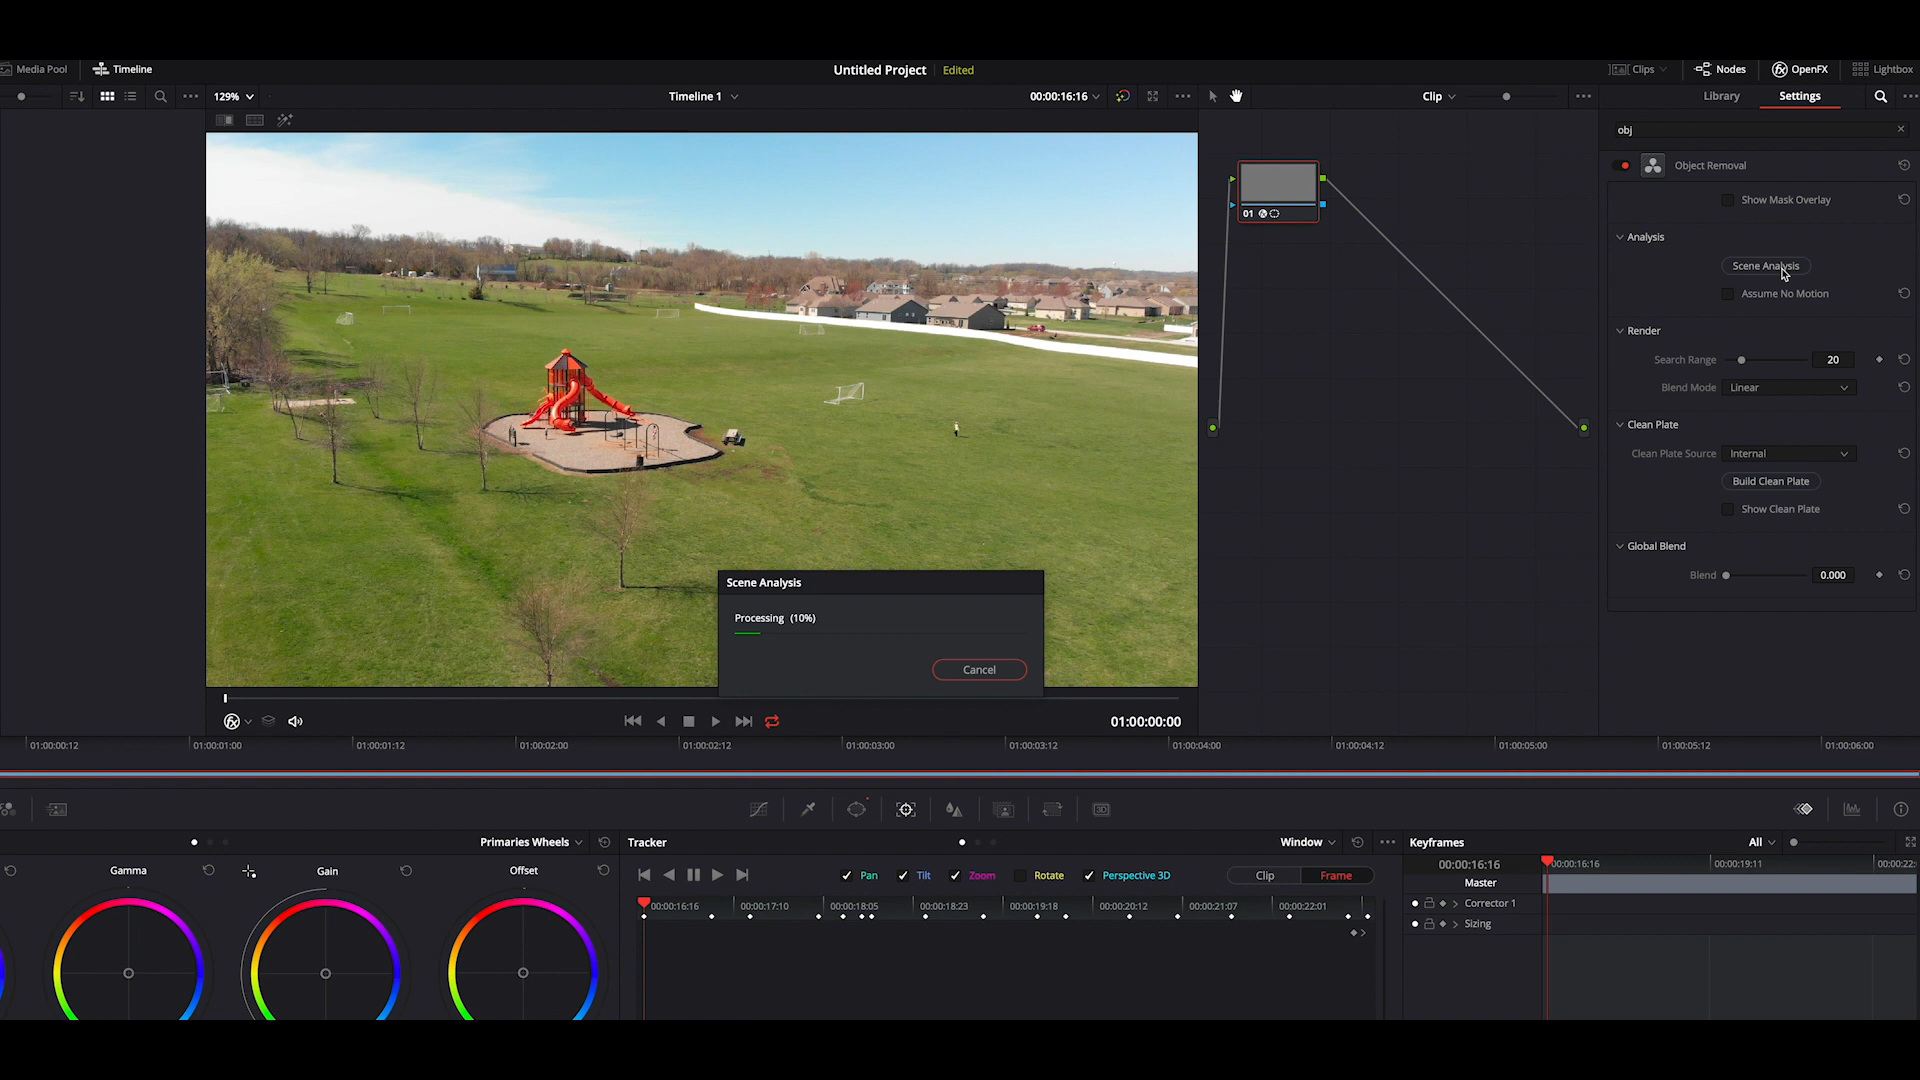 Media Pool Timeline Untitled Project Edited Clips Nodes OpenFX Lightbox
129% Timeline 1 00:00:16:16 Clip Library Settings
obj
Object Removal
Show Mask Overlay
Analysis
Scene Analysis
Assume No Motion
Render
Search Range 20
Blend Mode Linear
Clean Plate
Clean Plate Source Internal
Build Clean Plate
Show Clean Plate
Global Blend
Blend 0.000
01
Scene Analysis
Processing (10%)
Cancel
01:00:00:00
01:00:00:12 01:00:01:00 01:00:01:12 01:00:02:00 01:00:02:12 01:00:03:00 01:00:03:12 01:00:04:00 01:00:04:12 01:00:05:00 01:00:05:12 01:00:06:00
3D
Primaries Wheels Tracker Window Keyframes All
Gamma Gain Offset
Pan Tilt Zoom Rotate Perspective 3D Clip Frame
00:00:16:16 00:00:17:10 00:00:18:05 00:00:18:23 00:00:19:18 00:00:20:12 00:00:21:07 00:00:22:01
00:00:16:16 00:00:16:16 00:00:19:11 00:00:22:
Master
Corrector 1
Sizing